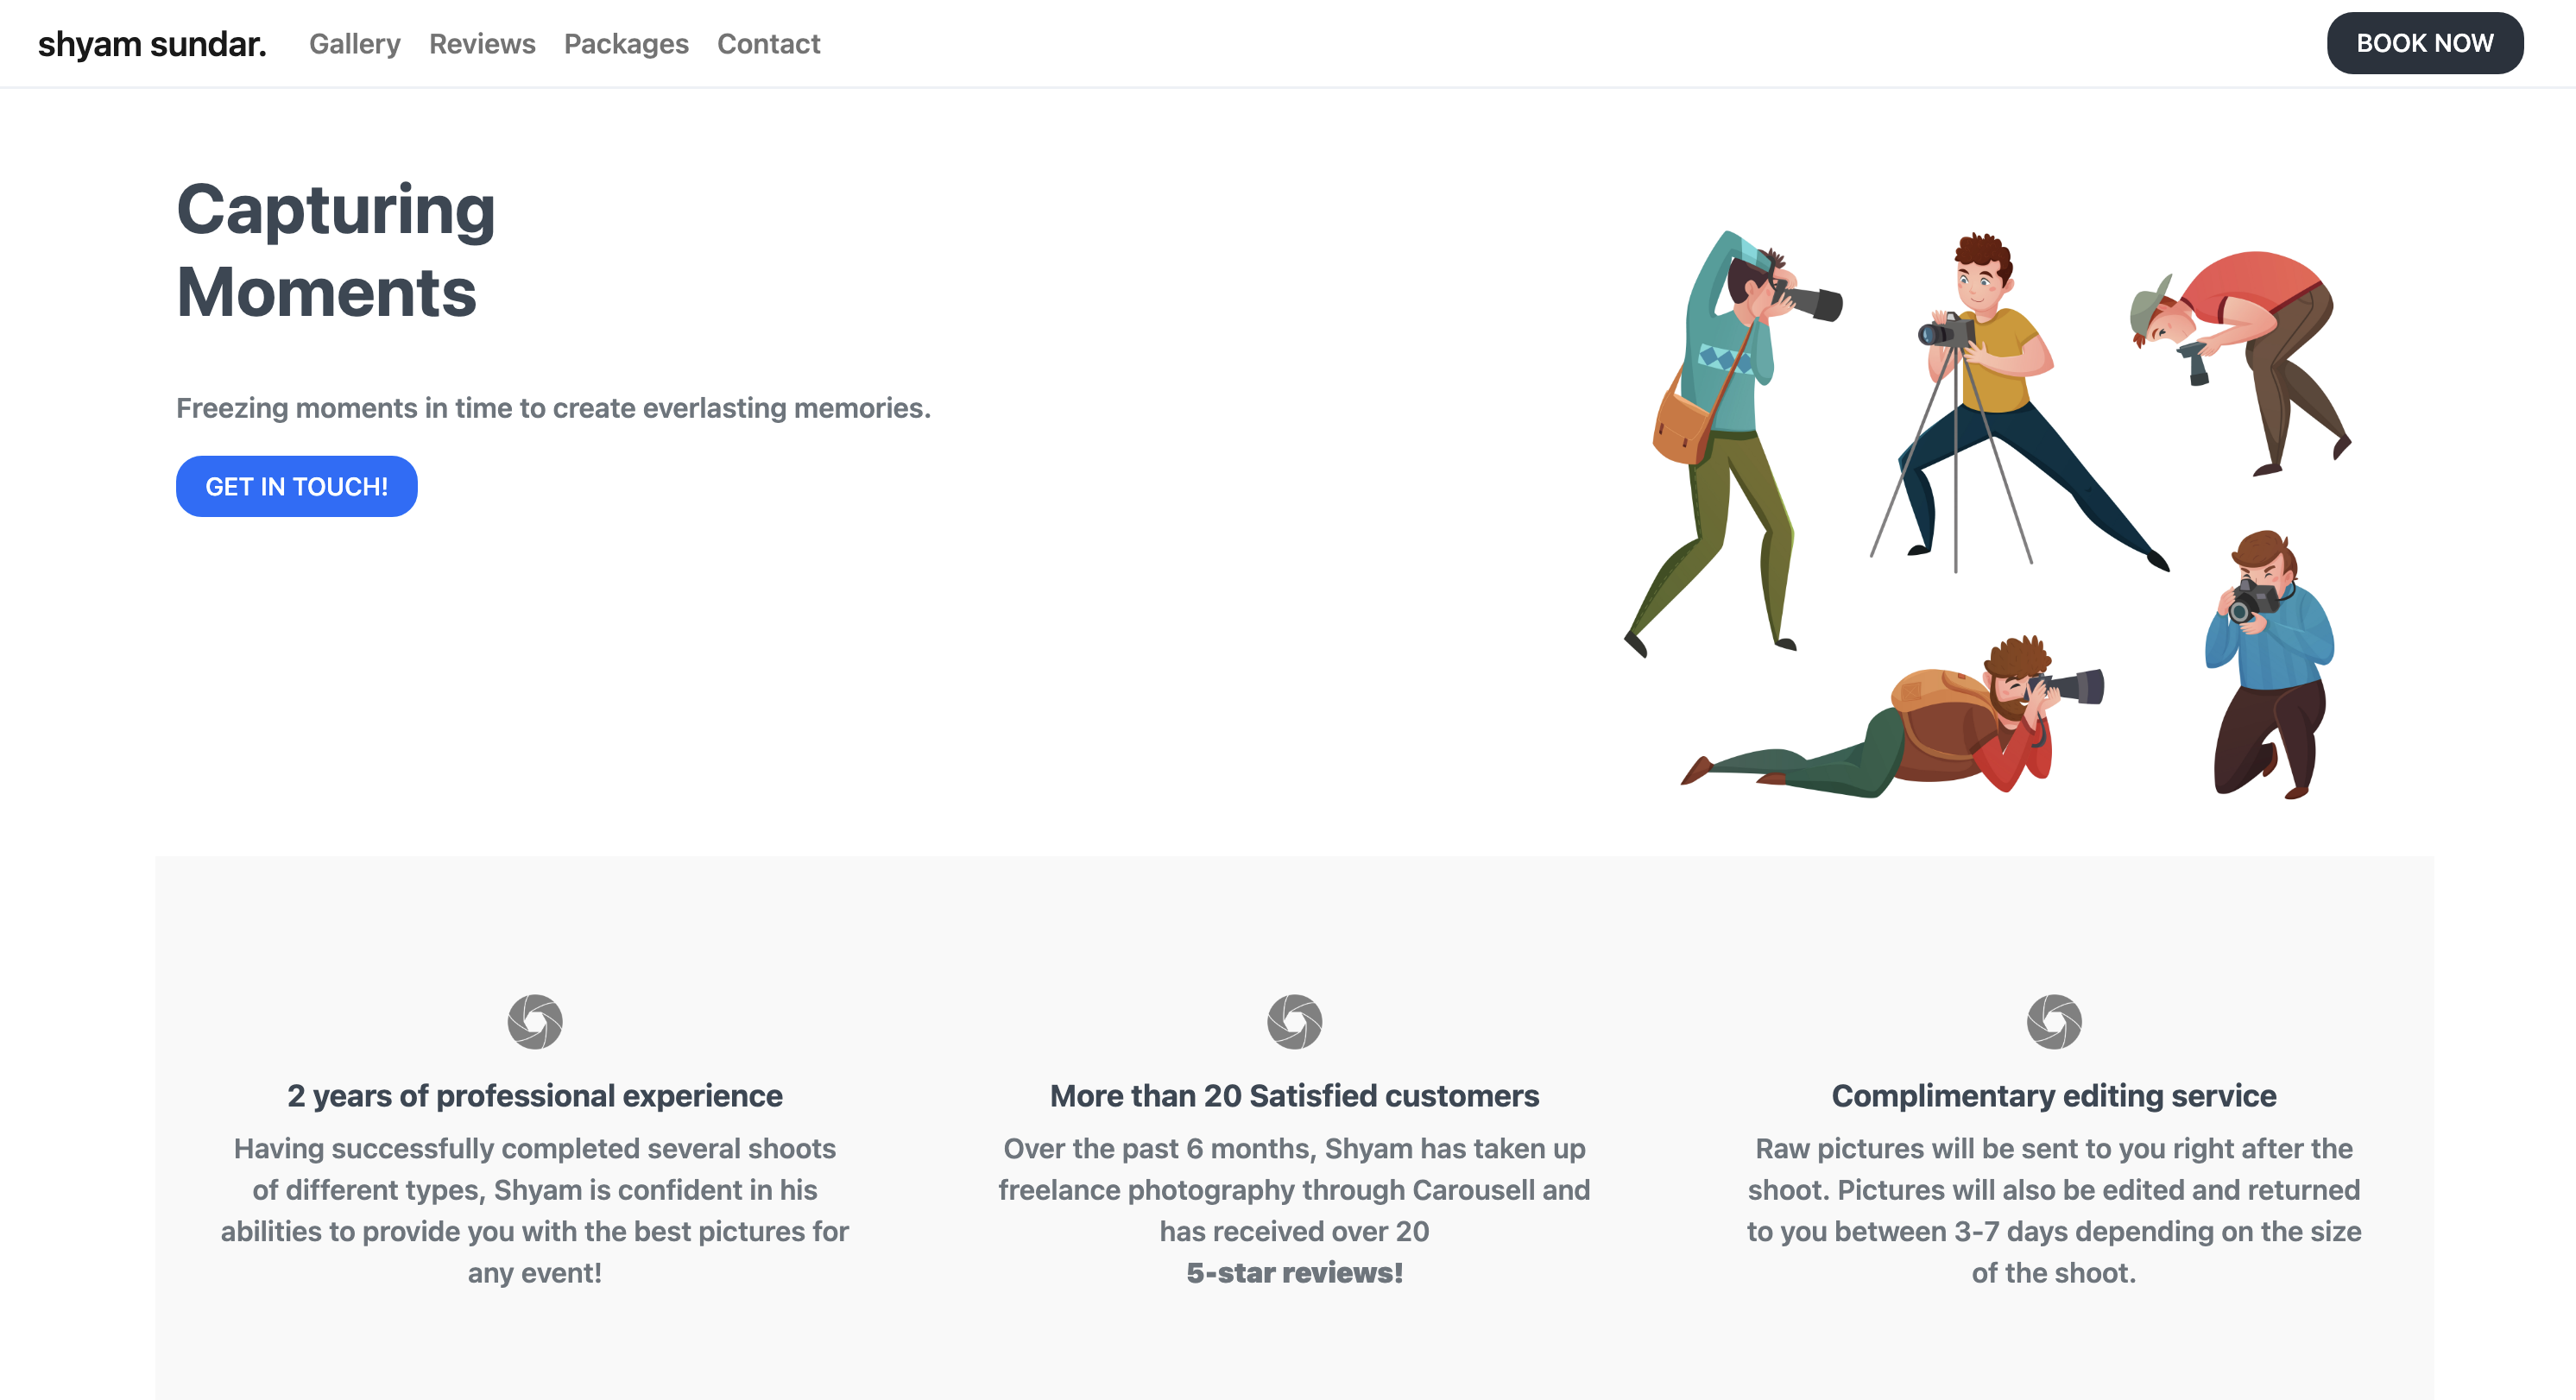 shyam sundar. Gallery Reviews Packages Contact BOOK NOW
Capturing
Moments
Freezing moments in time to create everlasting memories.
GET IN TOUCH!
2 years of professional experience
Having successfully completed several shoots
of different types, Shyam is confident in his
abilities to provide you with the best pictures for
any event!
More than 20 Satisfied customers
Over the past 6 months, Shyam has taken up
freelance photography through Carousell and
has received over 20
5-star reviews!
Complimentary editing service
Raw pictures will be sent to you right after the
shoot. Pictures will also be edited and returned
to you between 3-7 days depending on the size
of the shoot.